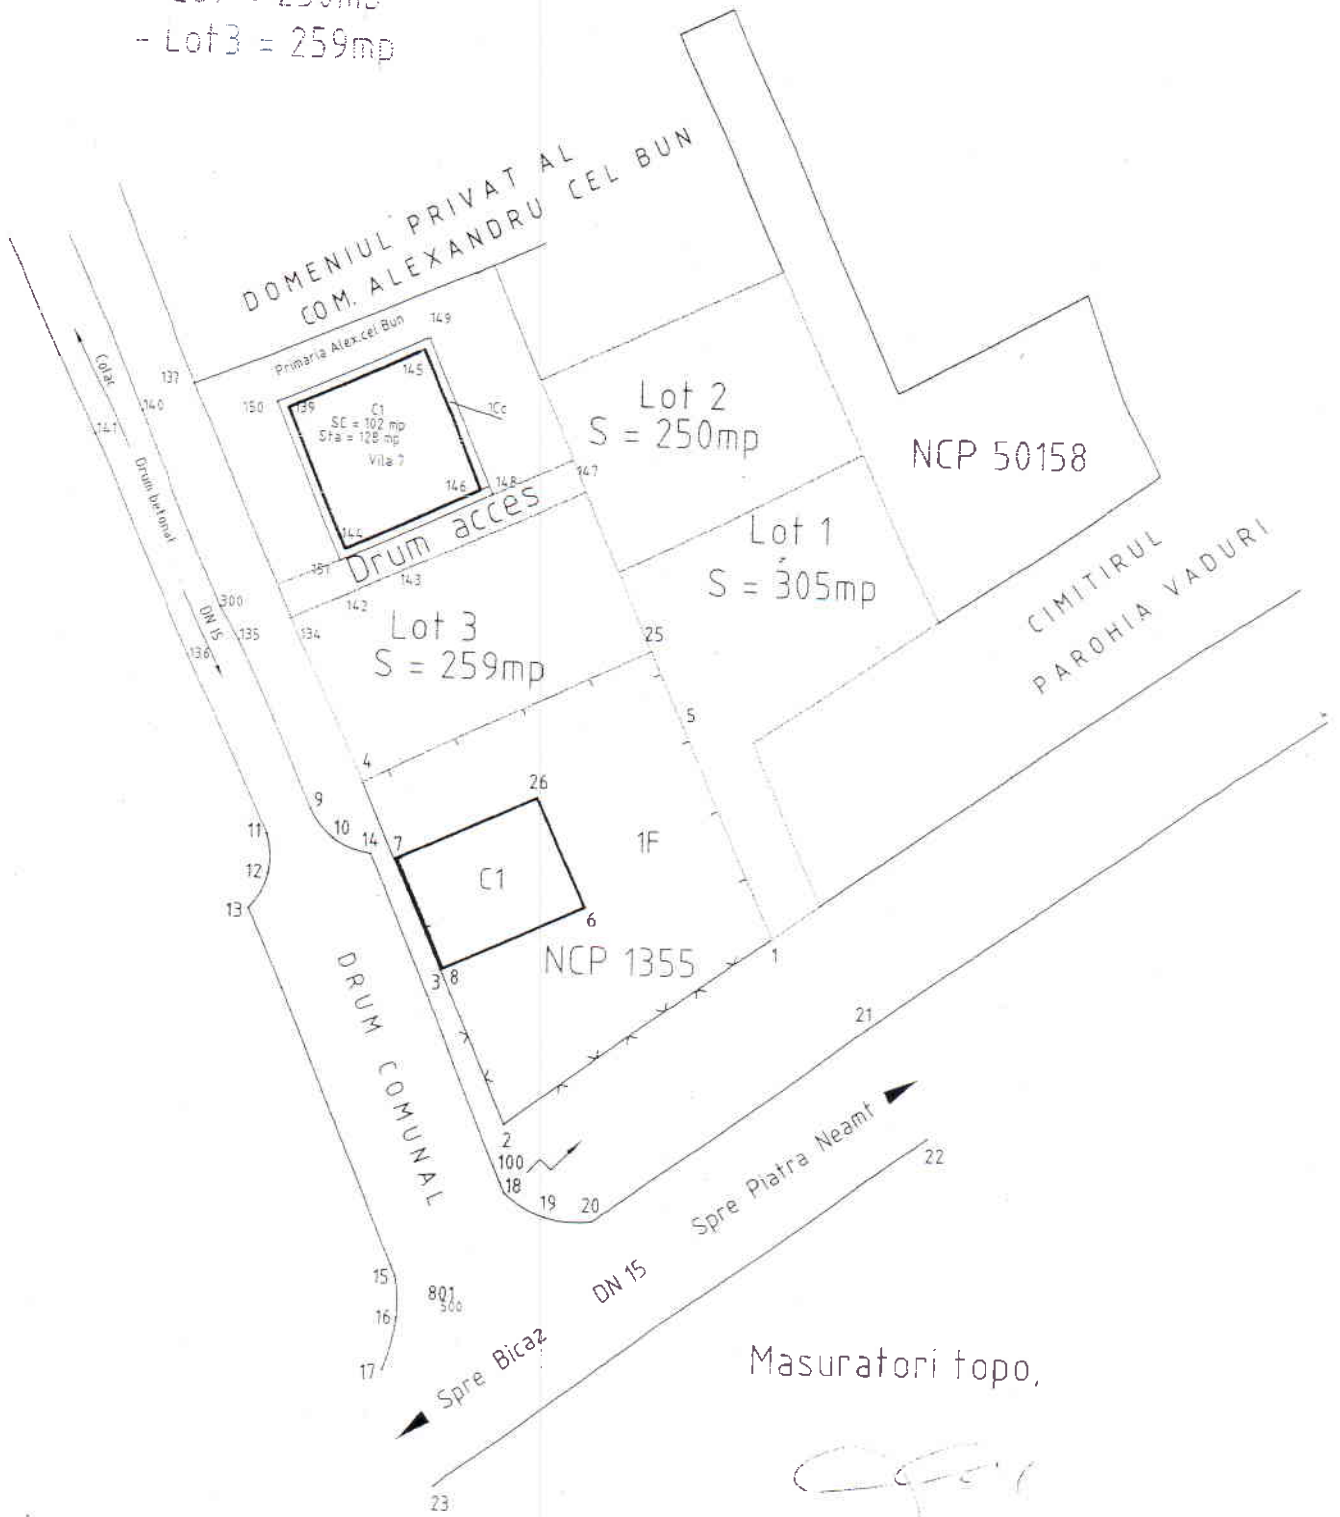 - Lot3 = 259mp
DOMENIUL PRIVAT AL
COM. ALEXANDRU CEL BUN
Primaria Alex.cel Bun
149
137
145
150
139
C1
SC = 102 mp
Sta = 128 mp
Vila 7
1Cc
Colac
140
141
Drum betonat
Lot 2
S = 250mp
NCP 50158
146
148
147
144
Drum acces
151
143
142
Lot 1
S = 305mp
CIMITIRUL
PAROHIA VADURI
300
DN 15
135
134
136
Lot 3
S = 259mp
25
5
4
26
9
10
14
7
11
12
13
1F
C1
6
3
8
NCP 1355
1
DRUM COMUNAL
21
2
100
18
19
20
Spre Piatra Neamt
22
15
16
17
801
500
DN 15
Spre Bicaz
Masuratori topo,
23